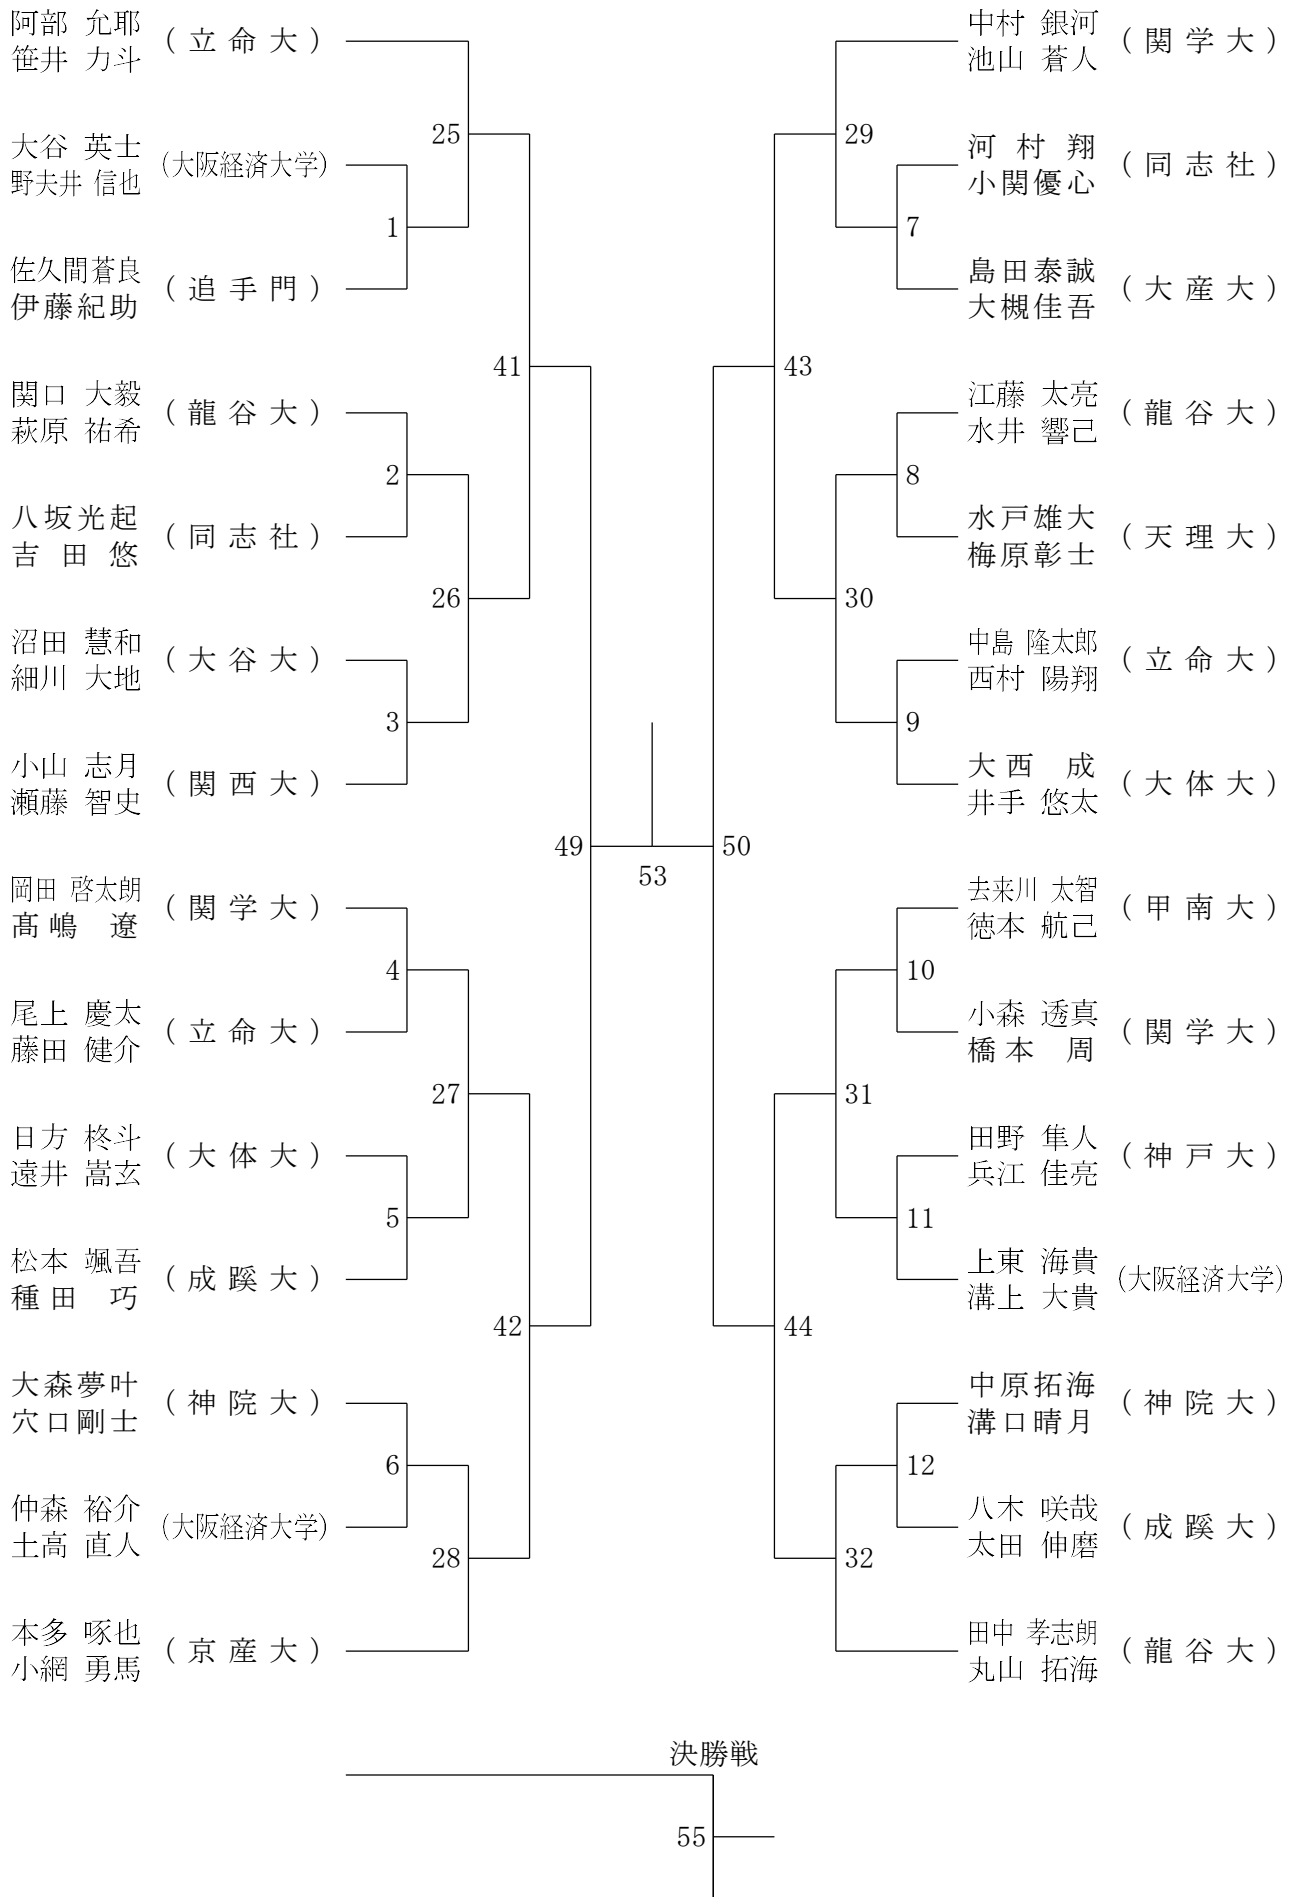 阿部 允耶
笹井 力斗
(立命大)
大谷 英士
野夫井 信也
(大阪経済大学)
佐久間蒼良
伊藤紀助
(追手門)
関口 大毅
萩原 祐希
(龍谷大)
八坂光起
吉田悠
(同志社)
沼田 慧和
細川 大地
(大谷大)
小山 志月
瀬藤 智史
(関西大)
岡田 啓太朗
髙嶋 遼
(関学大)
尾上 慶太
藤田 健介
(立命大)
日方 柊斗
遠井 嵩玄
(大体大)
松本 颯吾
種田 巧
(成蹊大)
大森夢叶
穴口剛士
(神院大)
仲森 裕介
土高 直人
(大阪経済大学)
本多 啄也
小網 勇馬
(京産大)
1
2
3
4
5
6
25
26
27
28
41
42
49
53
50
43
44
29
30
31
32
7
8
9
10
11
12
中村 銀河
池山 蒼人
(関学大)
河村翔
小関優心
(同志社)
島田泰誠
大槻佳吾
(大産大)
江藤 太亮
水井 響己
(龍谷大)
水戸雄大
梅原彰士
(天理大)
中島 隆太郎
西村 陽翔
(立命大)
大西 成
井手 悠太
(大体大)
去来川 太智
徳本 航己
(甲南大)
小森 透真
橋本 周
(関学大)
田野 隼人
兵江 佳亮
(神戸大)
上東 海貴
溝上 大貴
(大阪経済大学)
中原拓海
溝口晴月
(神院大)
八木 咲哉
太田 伸磨
(成蹊大)
田中 孝志朗
丸山 拓海
(龍谷大)
決勝戦
55